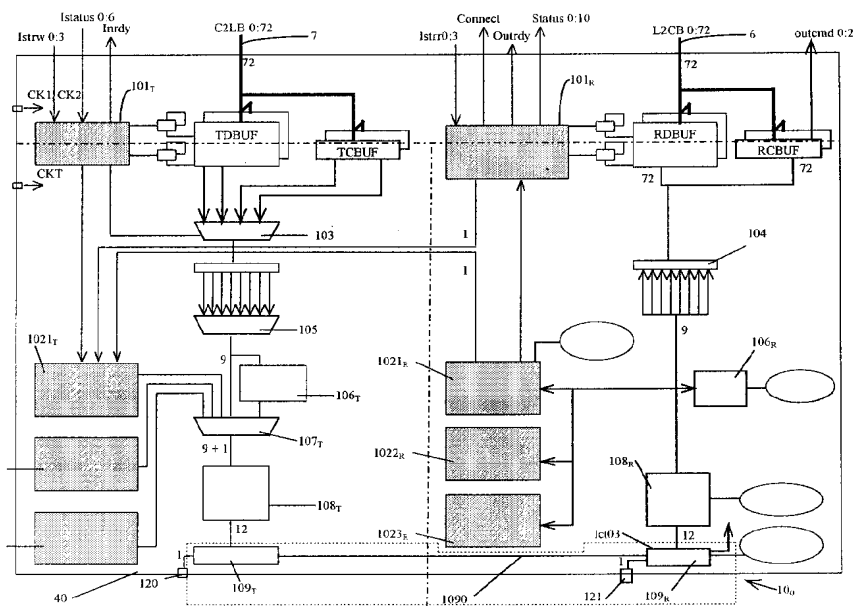 Istrw 0:3
Istatus 0:6
Inrdy
C2LB 0:72
7
72
Istrr0:3
Connect
Outrdy
Status 0:10
L2CB 0:72
6
72
outcmd 0:2
CK1
CK2
101T
101R
TDBUF
TCBUF
RDBUF
RCBUF
CKT
72
72
103
1
104
1
105
9
9
1021T
106T
1021R
106R
107T
9 + 1
1022R
108T
108R
12
1023R
lct03
12
1
1
40
120
109T
1090
121
109R
10o